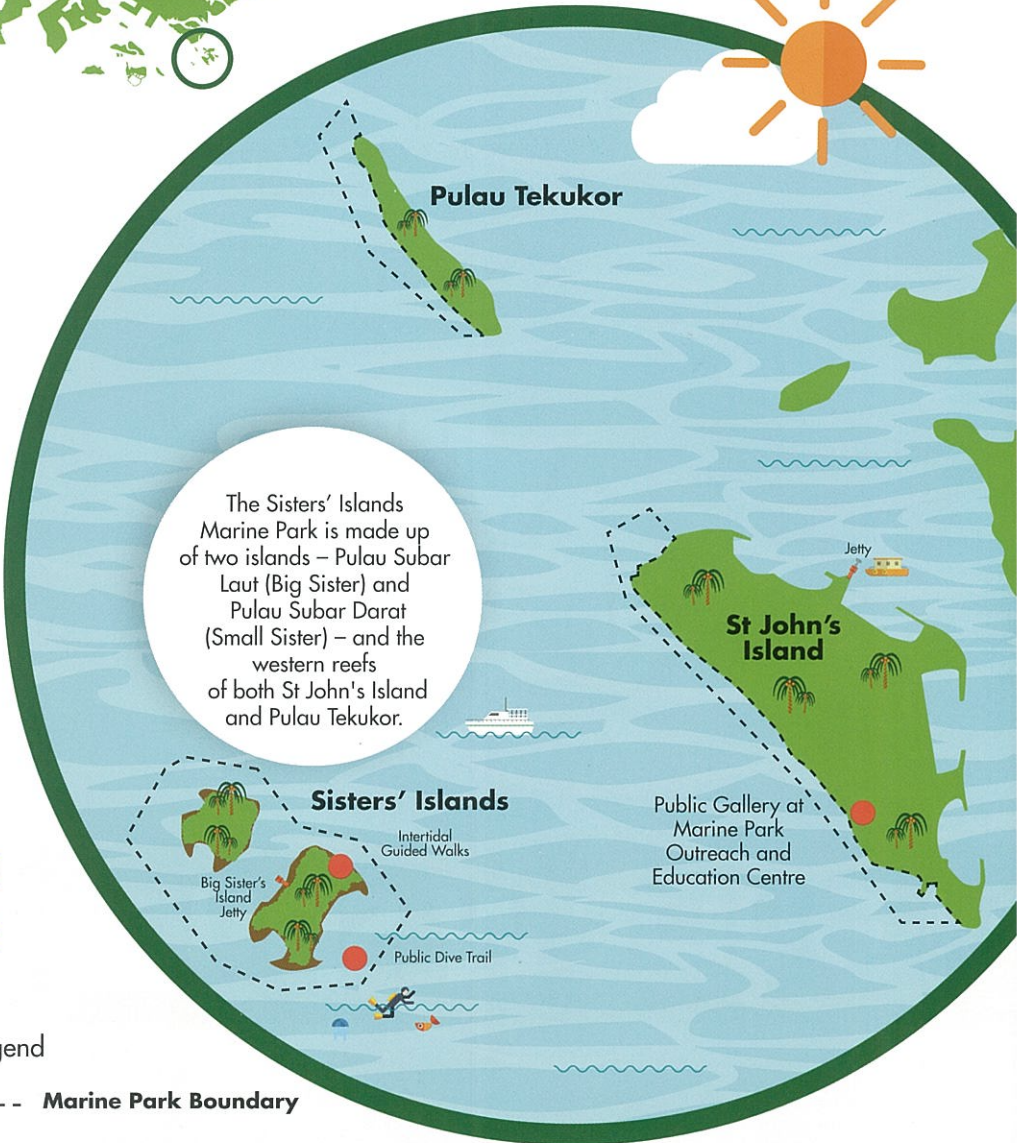 Pulau Tekukor
The Sisters' Islands
Marine Park is made up
of two islands – Pulau Subar
Laut (Big Sister) and
Pulau Subar Darat
(Small Sister) – and the
western reefs
of both St John's Island
and Pulau Tekukor.
Jetty
St John's
Island
Sisters' Islands
Intertidal
Guided Walks
Big Sister's
Island
Jetty
Public Dive Trail
Public Gallery at
Marine Park
Outreach and
Education Centre
gend
Marine Park Boundary